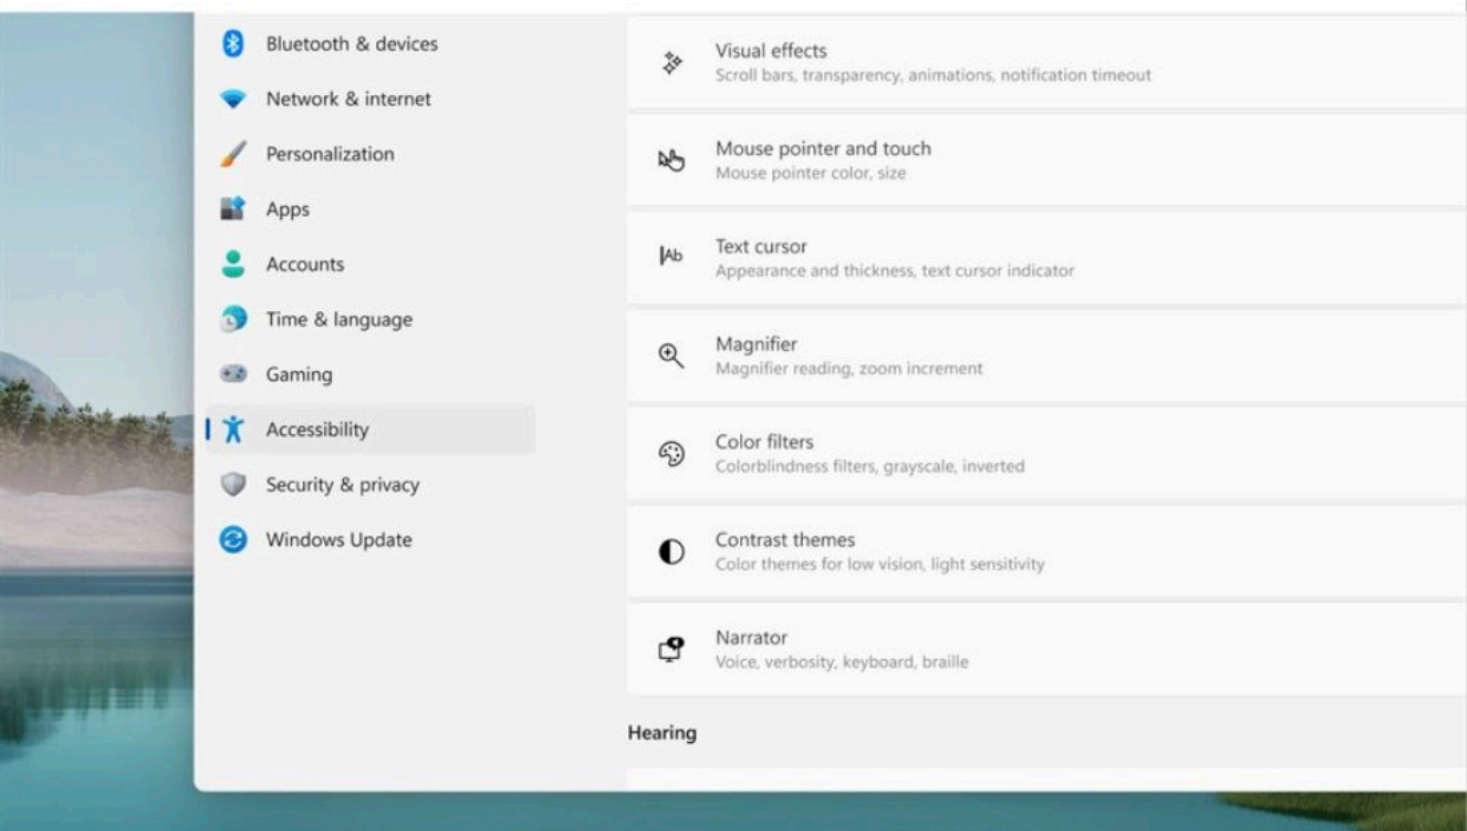 Bluetooth & devices
Network & internet
Personalization
Apps
Accounts
Time & language
Gaming
Accessibility
Security & privacy
Windows Update
Visual effects
Scroll bars, transparency, animations, notification timeout
Mouse pointer and touch
Mouse pointer color, size
Text cursor
Appearance and thickness, text cursor indicator
Magnifier
Magnifier reading, zoom increment
Color filters
Colorblindness filters, grayscale, inverted
Contrast themes
Color themes for low vision, light sensitivity
Narrator
Voice, verbosity, keyboard, braille
Hearing